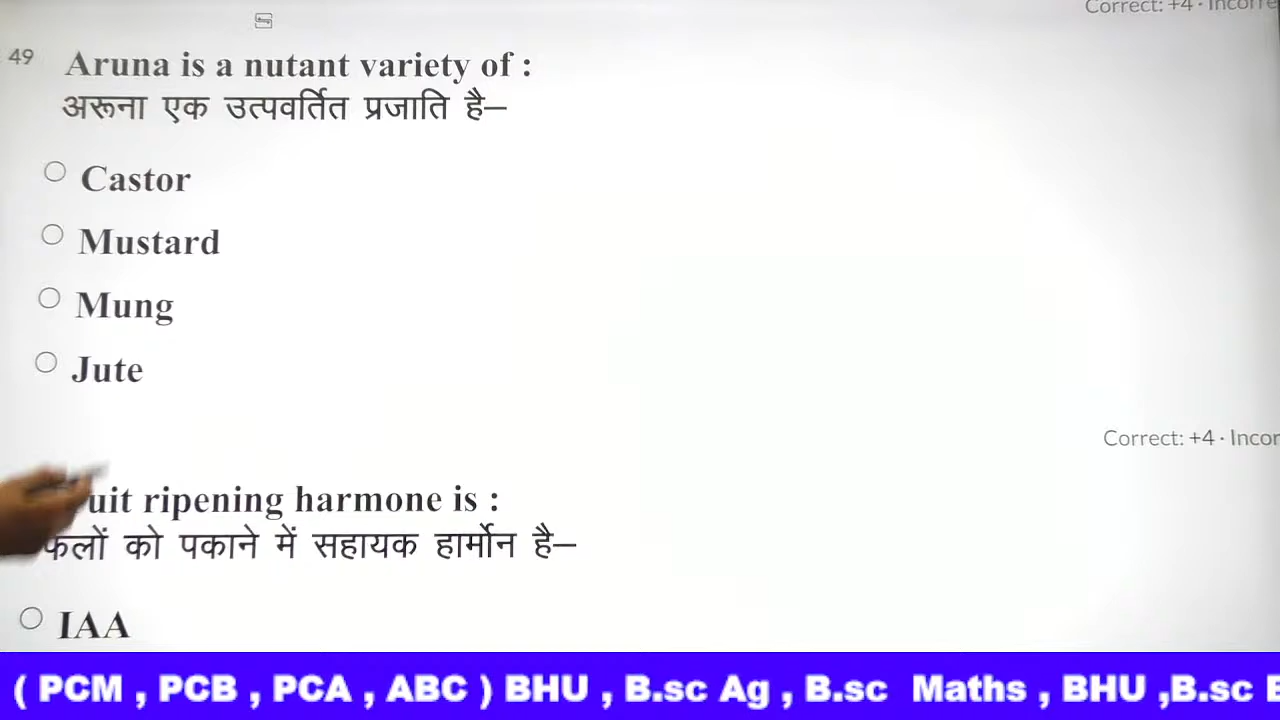 Correct: +4 · Incorre
49
Aruna is a nutant variety of :
अरूना एक उत्पवर्तित प्रजाति है–
Castor
Mustard
Mung
Jute
Correct: +4 · Incor
uit ripening harmone is :
फलों को पकाने में सहायक हार्मोन है–
IAA
( PCM , PCB , PCA , ABC ) BHU , B.sc Ag , B.sc Maths , BHU ,B.sc B